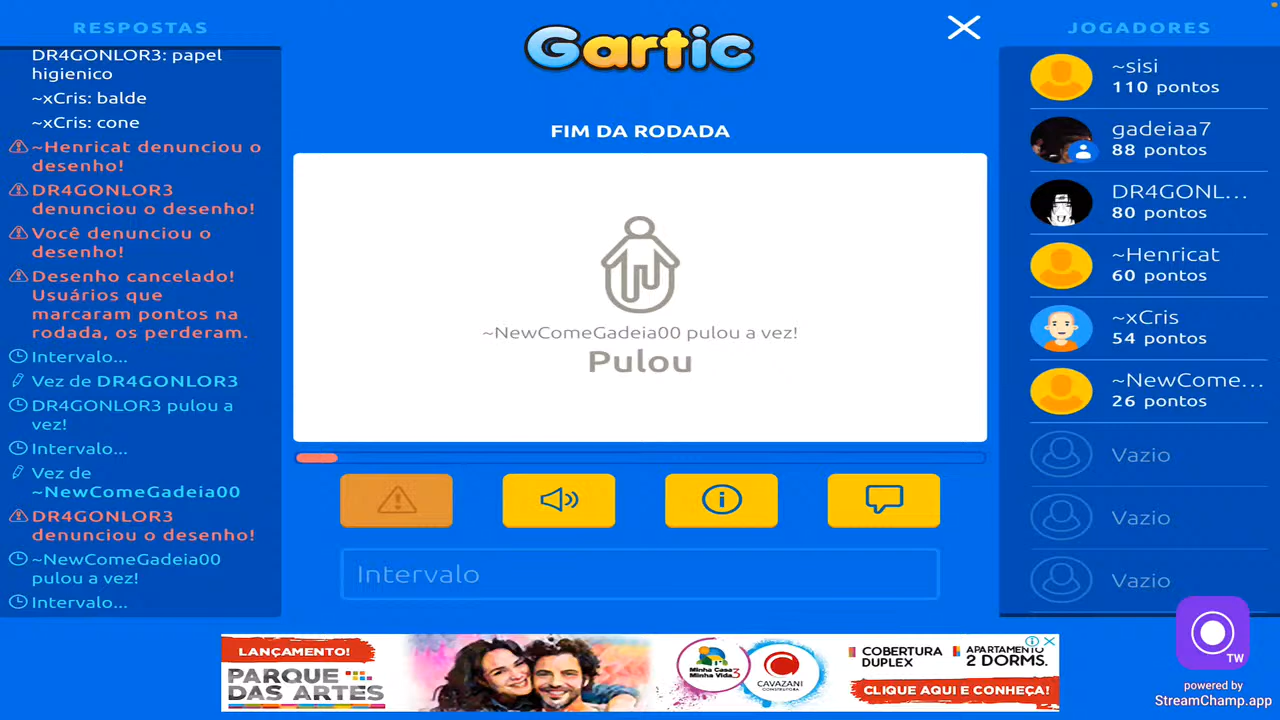 RESPOSTAS
DR4GONLOR3: papel
higienico
~xCris: balde
~xCris: cone
~Henricat denunciou o
desenho!
DR4GONLOR3
denunciou o desenho!
Você denunciou o
desenho!
Desenho cancelado!
Usuários que
marcaram pontos na
rodada, os perderam.
Intervalo...
Vez de DR4GONLOR3
DR4GONLOR3 pulou a
vez!
Intervalo...
Vez de
~NewComeGadeia00
DR4GONLOR3
denunciou o desenho!
~NewComeGadeia00
pulou a vez!
Intervalo...
Gartic
FIM DA RODADA
~NewComeGadeia00 pulou a vez!
Pulou
Intervalo
JOGADORES
~sisi
110 pontos
gadeiaa7
88 pontos
DR4GONL...
80 pontos
~Henricat
60 pontos
~xCris
54 pontos
~NewCome...
26 pontos
Vazio
Vazio
Vazio
LANÇAMENTO!
PARQUE
DAS ARTES
Minha Casa
Minha Vida 3
CAVAZANI
CONSTRUTORA
COBERTURA
DUPLEX
APARTAMENTO
2 DORMS.
CLIQUE AQUI E CONHEÇA!
TW
powered by
StreamChamp.app